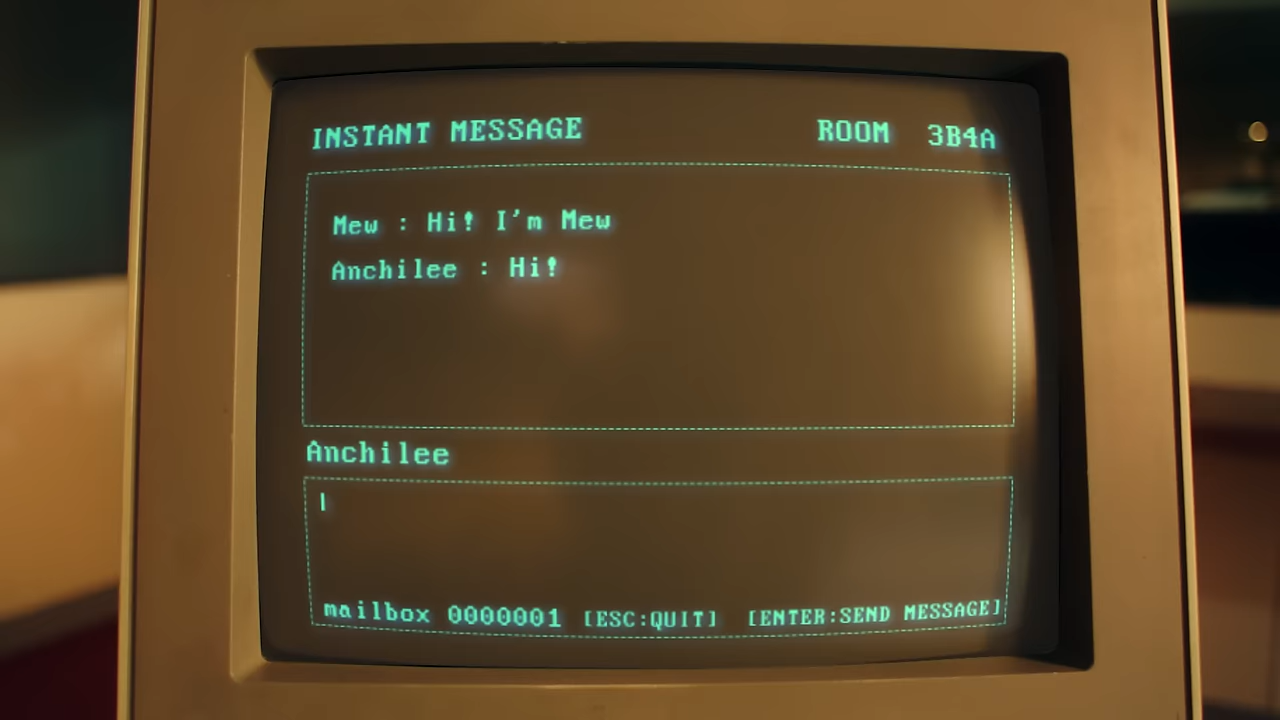 INSTANT MESSAGE ROOM 3B4A
Mew : Hi! I'm Mew
Anchilee : Hi!
Anchilee
mailbox 0000001 [ESC:QUIT] [ENTER:SEND MESSAGE]